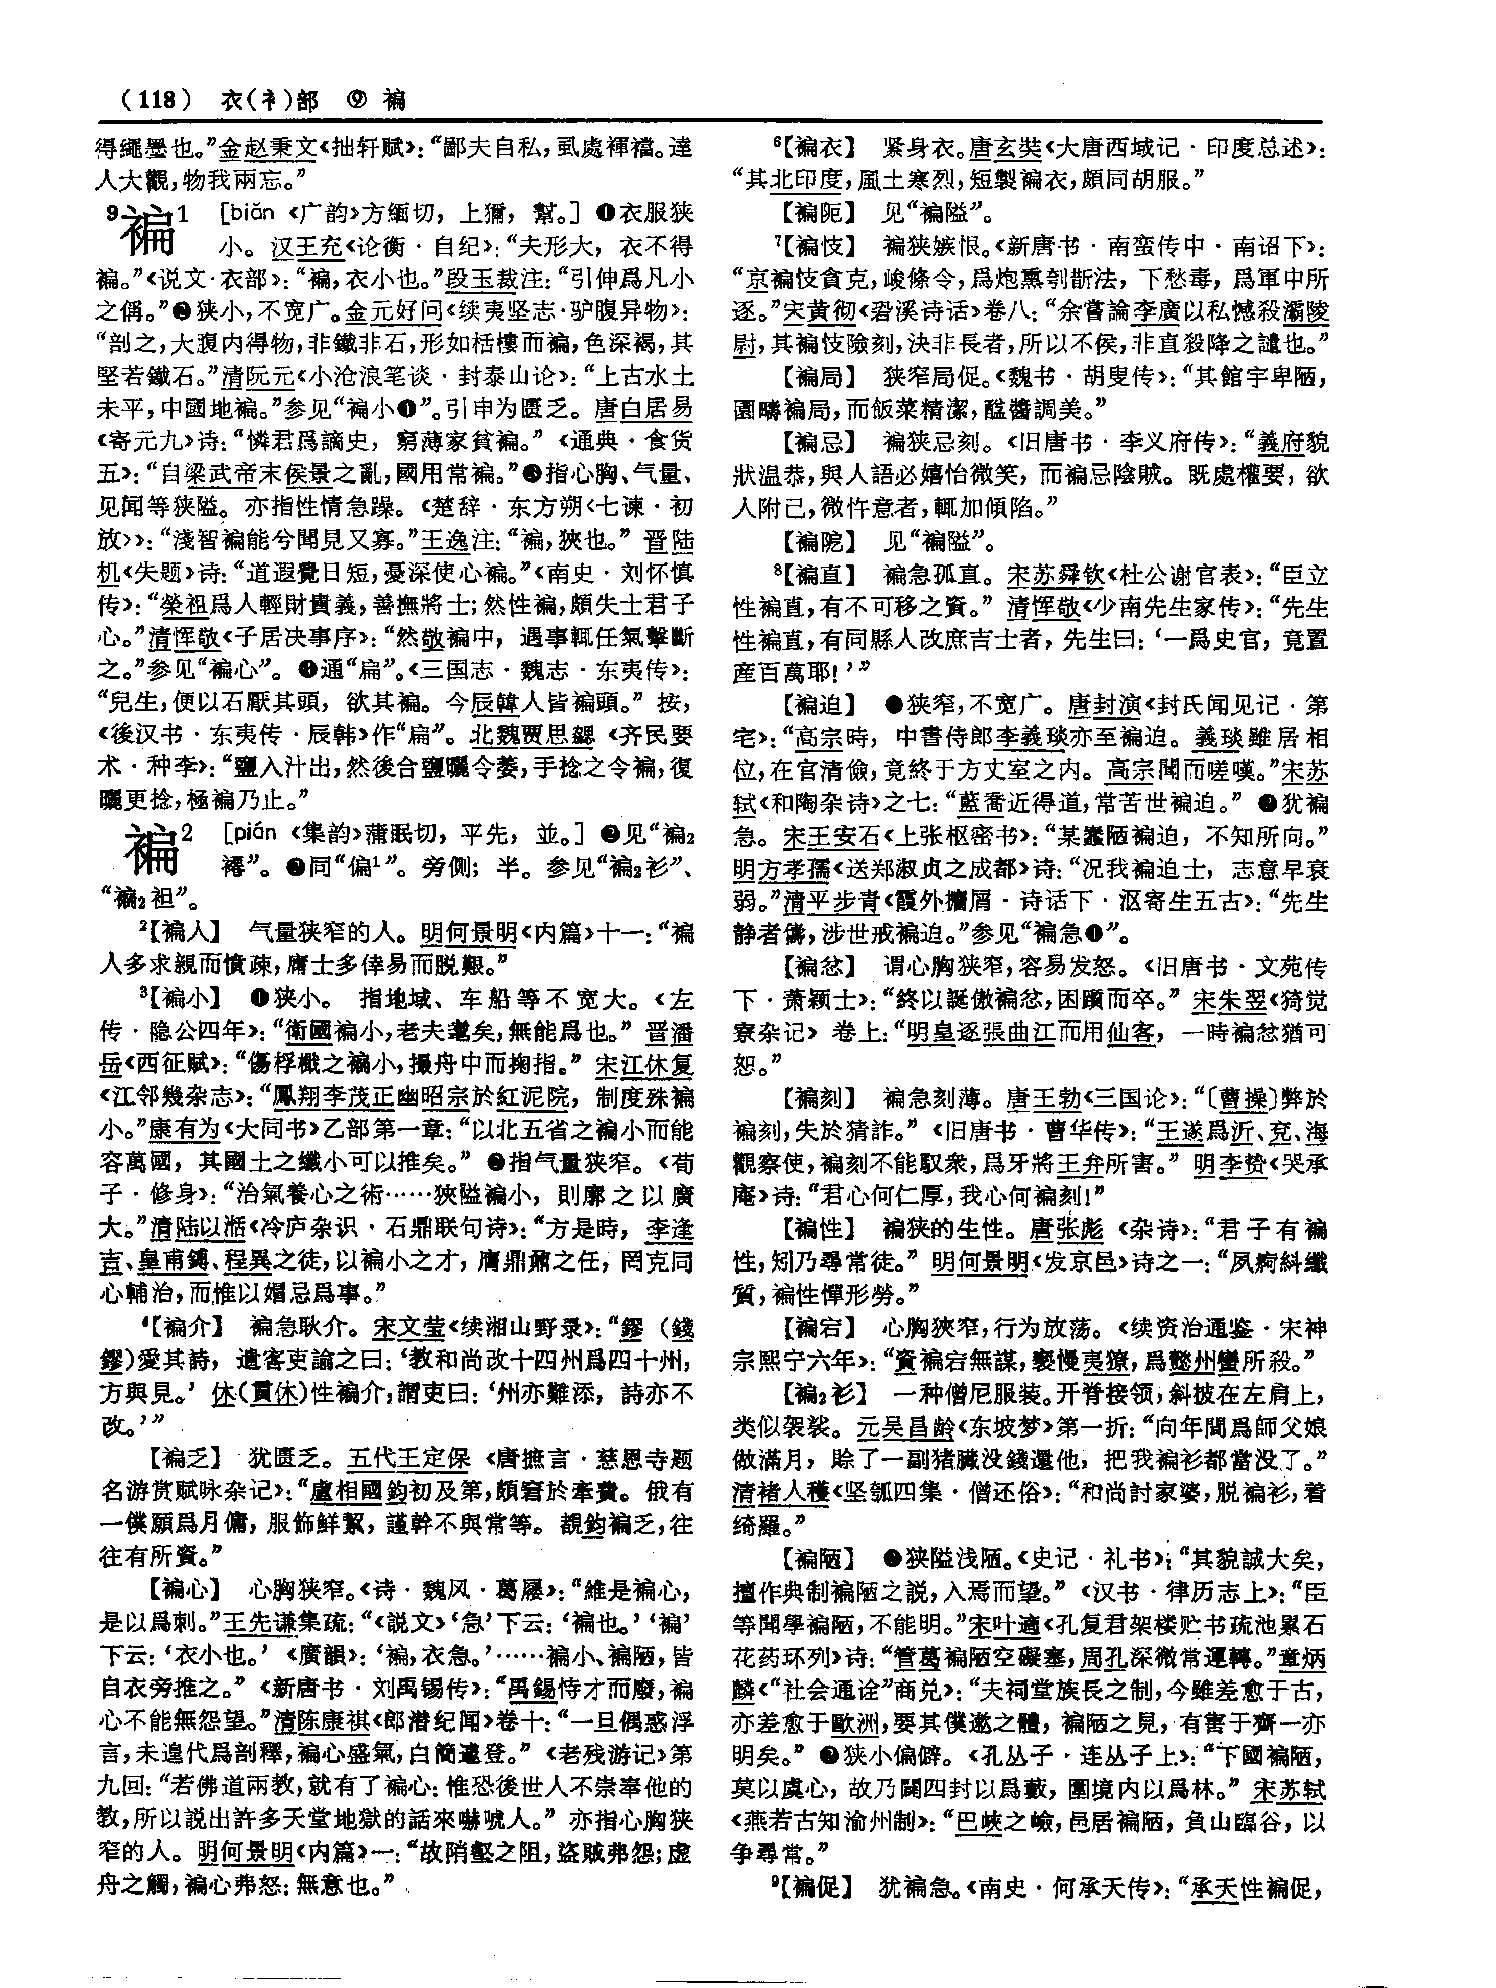 （118）　衣(衤)部　⑨　褊
得繩墨也。”金赵秉文《拙轩赋》：“鄙夫自私，虱處褌襠。達
人大觀，物我兩忘。”
9褊1　［biǎn 《广韵》方缅切，上獮，幫。］❶衣服狭
小。汉王充《论衡·自纪》：“夫形大，衣不得
褊。”《说文·衣部》：“褊，衣小也。”段玉裁注：“引伸爲凡小
之偁。”❷狭小，不宽广。金元好问《续夷坚志·驴腹异物》：
“剖之，大腹内得物，非鐵非石，形如栝樓而褊，色深褐，其
堅若鐵石。”清阮元《小沧浪笔谈·封泰山论》：“上古水土
未平，中國地褊。”参见“褊小❶”。引申为匮乏。唐白居易
《寄元九》诗：“憐君爲謫吏，窮薄家貧褊。”《通典·食货
五》：“自梁武帝末侯景之亂，國用常褊。”❸指心胸、气量、
见闻等狭隘。亦指性情急躁。《楚辞·东方朔〈七谏·初
放〉》：“淺智褊能兮聞見又寡。”王逸注：“褊，狹也。”晋陆
机《失题》诗：“道遐覺日短，憂深使心褊。”《南史·刘怀慎
传》：“榮祖爲人輕財貴義，善撫將士；然性褊，頗失士君子
心。”清恽敬《子居决事序》：“然敬褊中，遇事輒任氣擊斷
之。”参见“褊心”。❹通“扁”。《三国志·魏志·东夷传》：
“兒生，便以石厭其頭，欲其褊。今辰韓人皆褊頭。”按，
《後汉书·东夷传·辰韩》作“扁”。北魏贾思勰《齐民要
术·种李》：“鹽入汁出，然後合鹽曬令萎，手捻之令褊，復
曬更捻，極褊乃止。”
褊2　［pián 《集韵》蒲眠切，平先，並。］❶见“褊₂
褼”。❷同“偏¹”。旁侧；半。参见“褊₂衫”、
“褊₂袒”。
²【褊人】　气量狭窄的人。明何景明《内篇》十一：“褊
人多求親而憤疎，庸士多倖易而脱艱。”
³【褊小】　❶狭小。指地域、车船等不宽大。《左
传·隐公四年》：“衛國褊小，老夫耄矣，無能爲也。”晋潘
岳《西征赋》：“傷桴檝之褊小，撮舟中而掬指。”宋江休复
《江邻幾杂志》：“鳳翔李茂正幽昭宗於紅泥院，制度殊褊
小。”康有为《大同书》乙部第一章：“以北五省之褊小而能
容萬國，其國土之纖小可以推矣。”❷指气量狭窄。《荀
子·修身》：“治氣養心之術……狹隘褊小，則廓之以廣
大。”清陆以湉《冷庐杂识·石鼎联句诗》：“方是時，李逢
吉、皇甫鎛、程异之徒，以褊小之才，膺鼎鼐之任，罔克同
心輔治，而惟以媢忌爲事。”
⁴【褊介】　褊急耿介。宋文莹《续湘山野录》：“鏐（錢
鏐）愛其詩，遣客吏諭之曰：‘教和尚改十四州爲四十州，
方與見。’休(貫休)性褊介，謂吏曰：‘州亦難添，詩亦不
改。’”
【褊乏】　犹匮乏。五代王定保《唐摭言·慈恩寺题
名游赏赋咏杂记》：“盧相國鈞初及第，頗窘於牽費。俄有
一僕願爲月傭，服飾鮮絜，謹幹不與常等。覩鈞褊乏，往
往有所資。”
【褊心】　心胸狭窄。《诗·魏风·葛屦》：“維是褊心，
是以爲刺。”王先谦集疏：“《説文》‘急’下云：‘褊也。’‘褊’
下云：‘衣小也。’《廣韻》：‘褊，衣急。’……褊小、褊陋，皆
自衣旁推之。”《新唐书·刘禹锡传》：“禹錫恃才而廢，褊
心不能無怨望。”清陈康祺《郎潜纪闻》卷十：“一旦偶惑浮
言，未遑代爲剖釋，褊心盛氣，白簡遽登。”《老残游记》第
九回：“若佛道兩教，就有了褊心：惟恐後世人不崇奉他的
教，所以説出許多天堂地獄的話來嚇唬人。”亦指心胸狭
窄的人。明何景明《内篇》一：“故陗壑之阻，盜賊弗怨；虚
舟之觸，褊心弗怒：無意也。”
⁶【褊衣】　紧身衣。唐玄奘《大唐西域记·印度总述》：
“其北印度，風土寒烈，短製褊衣，頗同胡服。”
【褊阨】　见“褊隘”。
⁷【褊忮】　褊狭嫉恨。《新唐书·南蛮传中·南诏下》：
“京褊忮貪克，峻條令，爲炮熏刳斮法，下愁毒，爲軍中所
逐。”宋黄彻《䂬溪诗话》卷八：“余嘗論李廣以私憾殺灞陵
尉，其褊忮險刻，決非長者，所以不侯，非直殺降之譴也。”
【褊局】　狭窄局促。《魏书·胡叟传》：“其館宇卑陋，
園疇褊局，而飯菜精潔，醢醬調美。”
【褊忌】　褊狭忌刻。《旧唐书·李义府传》：“義府貌
狀温恭，與人語必嬉怡微笑，而褊忌陰賊。既處權要，欲
人附己，微忤意者，輒加傾陷。”
【褊阸】　见“褊隘”。
⁸【褊直】　褊急孤直。宋苏舜钦《杜公谢官表》：“臣立
性褊直，有不可移之資。”清恽敬《少南先生家传》：“先生
性褊直，有同縣人改庶吉士者，先生曰：‘一爲史官，竟置
産百萬耶！’”
【褊迫】　❶狭窄，不宽广。唐封演《封氏闻见记·第
宅》：“高宗時，中書侍郎李義琰亦至褊迫。義琰雖居相
位，在官清儉，竟終于方丈室之内。高宗聞而嗟嘆。”宋苏
轼《和陶杂诗》之七：“藍喬近得道，常苦世褊迫。”❷犹褊
急。宋王安石《上张枢密书》：“某蠢陋褊迫，不知所向。”
明方孝孺《送郑淑贞之成都》诗：“况我褊迫士，志意早衰
弱。”清平步青《霞外攟屑·诗话下·沤寄生五古》：“先生
静者儔，涉世戒褊迫。”参见“褊急❶”。
【褊忿】　谓心胸狭窄，容易发怒。《旧唐书·文苑传
下·萧颖士》：“終以誕傲褊忿，困躓而卒。”宋朱翌《猗觉
寮杂记》卷上：“明皇逐張曲江而用仙客，一時褊忿猶可
恕。”
【褊刻】　褊急刻薄。唐王勃《三国论》：“〔曹操〕弊於
褊刻，失於猜詐。”《旧唐书·曹华传》：“王遂爲沂、兗、海
觀察使，褊刻不能馭衆，爲牙將王弁所害。”明李贽《哭承
庵》诗：“君心何仁厚，我心何褊刻！”
【褊性】　褊狭的生性。唐张彪《杂诗》：“君子有褊
性，矧乃尋常徒。”明何景明《发京邑》诗之一：“夙痾糾纖
質，褊性憚形勞。”
【褊宕】　心胸狭窄，行为放荡。《续资治通鉴·宋神
宗熙宁六年》：“資褊宕無謀，褻慢夷獠，爲懿州蠻所殺。”
【褊₂衫】　一种僧尼服装。开脊接领，斜披在左肩上，
类似袈裟。元吴昌龄《东坡梦》第一折：“向年間爲師父娘
做滿月，賒了一副猪臟没錢還他，把我褊衫都當没了。”
清褚人穫《坚瓠四集·僧还俗》：“和尚討家婆，脱褊衫，着
綺羅。”
【褊陋】　❶狭隘浅陋。《史记·礼书》：“其貌誠大矣，
擅作典制褊陋之説，入焉而望。”《汉书·律历志上》：“臣
等聞學褊陋，不能明。”宋叶適《孔复君架楼贮书疏池累石
花药环列》诗：“管葛褊陋空礙塞，周孔深微常運轉。”章炳
麟《“社会通诠”商兑》：“夫祠堂族長之制，今雖差愈于古，
亦差愈于歐洲，要其僕遬之體，褊陋之見，有害于齊一亦
明矣。”❷狭小偏僻。《孔丛子·连丛子上》：“下國褊陋，
莫以虞心，故乃闢四封以爲藪，圍境内以爲林。”宋苏轼
《燕若古知渝州制》：“巴峽之嶮，邑居褊陋，負山臨谷，以
争尋常。”
⁹【褊促】　犹褊急。《南史·何承天传》：“承天性褊促，